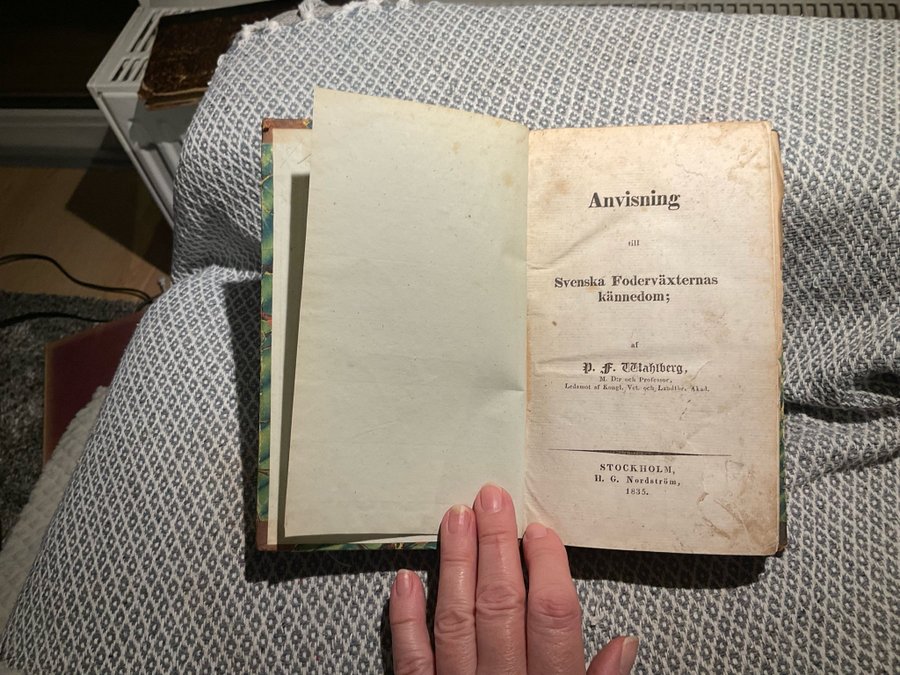 Anvisning
till
Svenska Foderväxternas
kännedom;
af
P. F. Wahlberg,
M. D:r och Professor,
Ledamot af Kongl. Vet. och Landtbr. Akad.
STOCKHOLM,
H. G. Nordström,
1835.